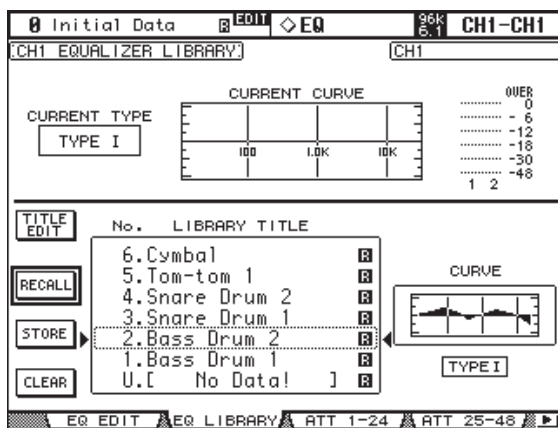 0 Initial Data R EDIT ◇EQ 96K 6.1 CH1-CH1
CH1 EQUALIZER LIBRARY CH1
CURRENT TYPE
TYPE I
CURRENT CURVE
100 1.0K 10K
OVER
0
- 6
-12
-18
-30
-48
1 2
TITLE EDIT
RECALL
STORE
CLEAR
No. LIBRARY TITLE
6.Cymbal R
5.Tom-tom 1 R
4.Snare Drum 2 R
3.Snare Drum 1 R
2.Bass Drum 2 R
1.Bass Drum 1 R
U.[ No Data! ] R
CURVE
TYPE I
EQ EDIT EQ LIBRARY ATT 1-24 ATT 25-48